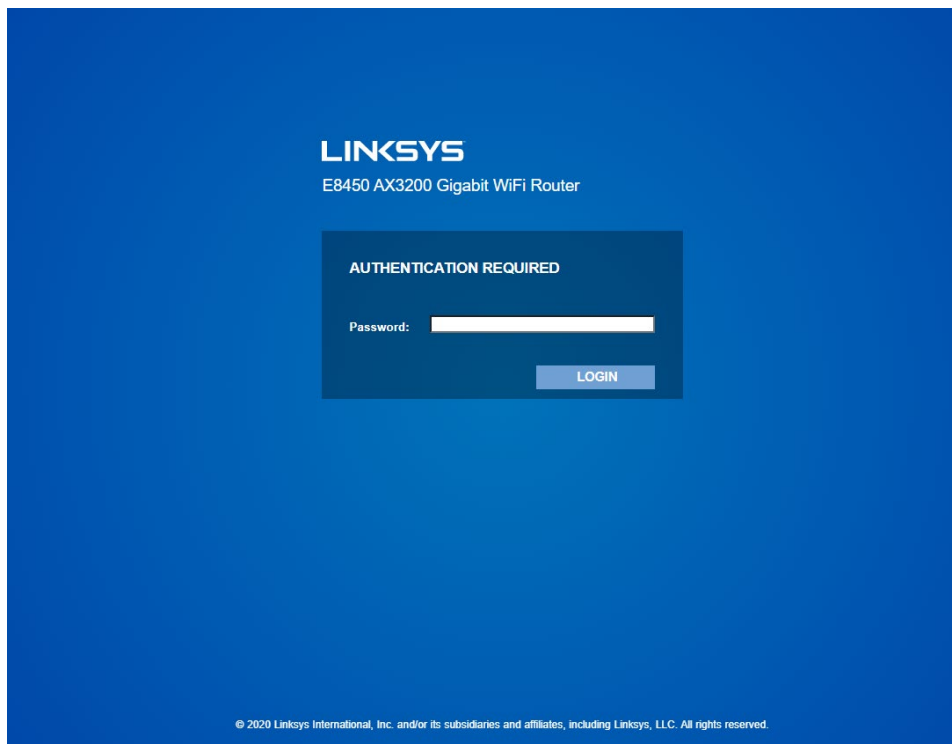 LINKSYS
E8450 AX3200 Gigabit WiFi Router
AUTHENTICATION REQUIRED
Password:
LOGIN
© 2020 Linksys International, Inc. and/or its subsidiaries and affiliates, including Linksys, LLC. All rights reserved.